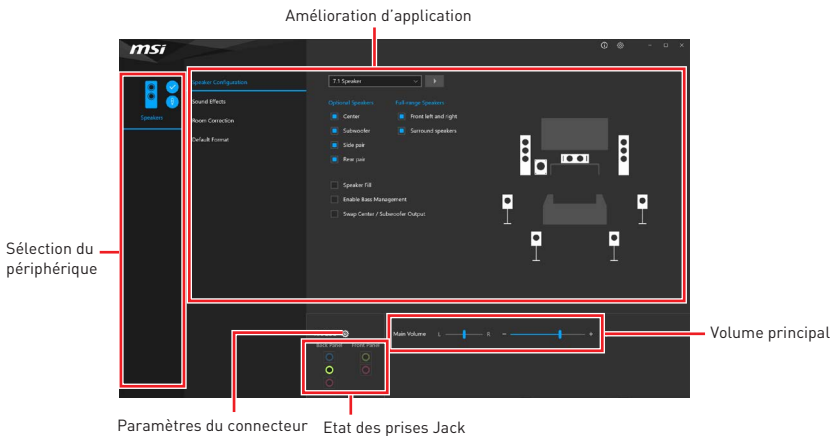 Amélioration d'application
msi
Speakers
Speaker Configuration
Sound Effects
Room Correction
Default Format
7.1 Speaker
Optional Speakers
Full-range Speakers
Center
Front left and right
Subwoofer
Surround speakers
Side pair
Rear pair
Speaker Fill
Enable Bass Management
Swap Center / Subwoofer Output
Sélection du
périphérique
Main Volume
L
R
-
+
Volume principal
Back Panel
Front Panel
Paramètres du connecteur
Etat des prises Jack